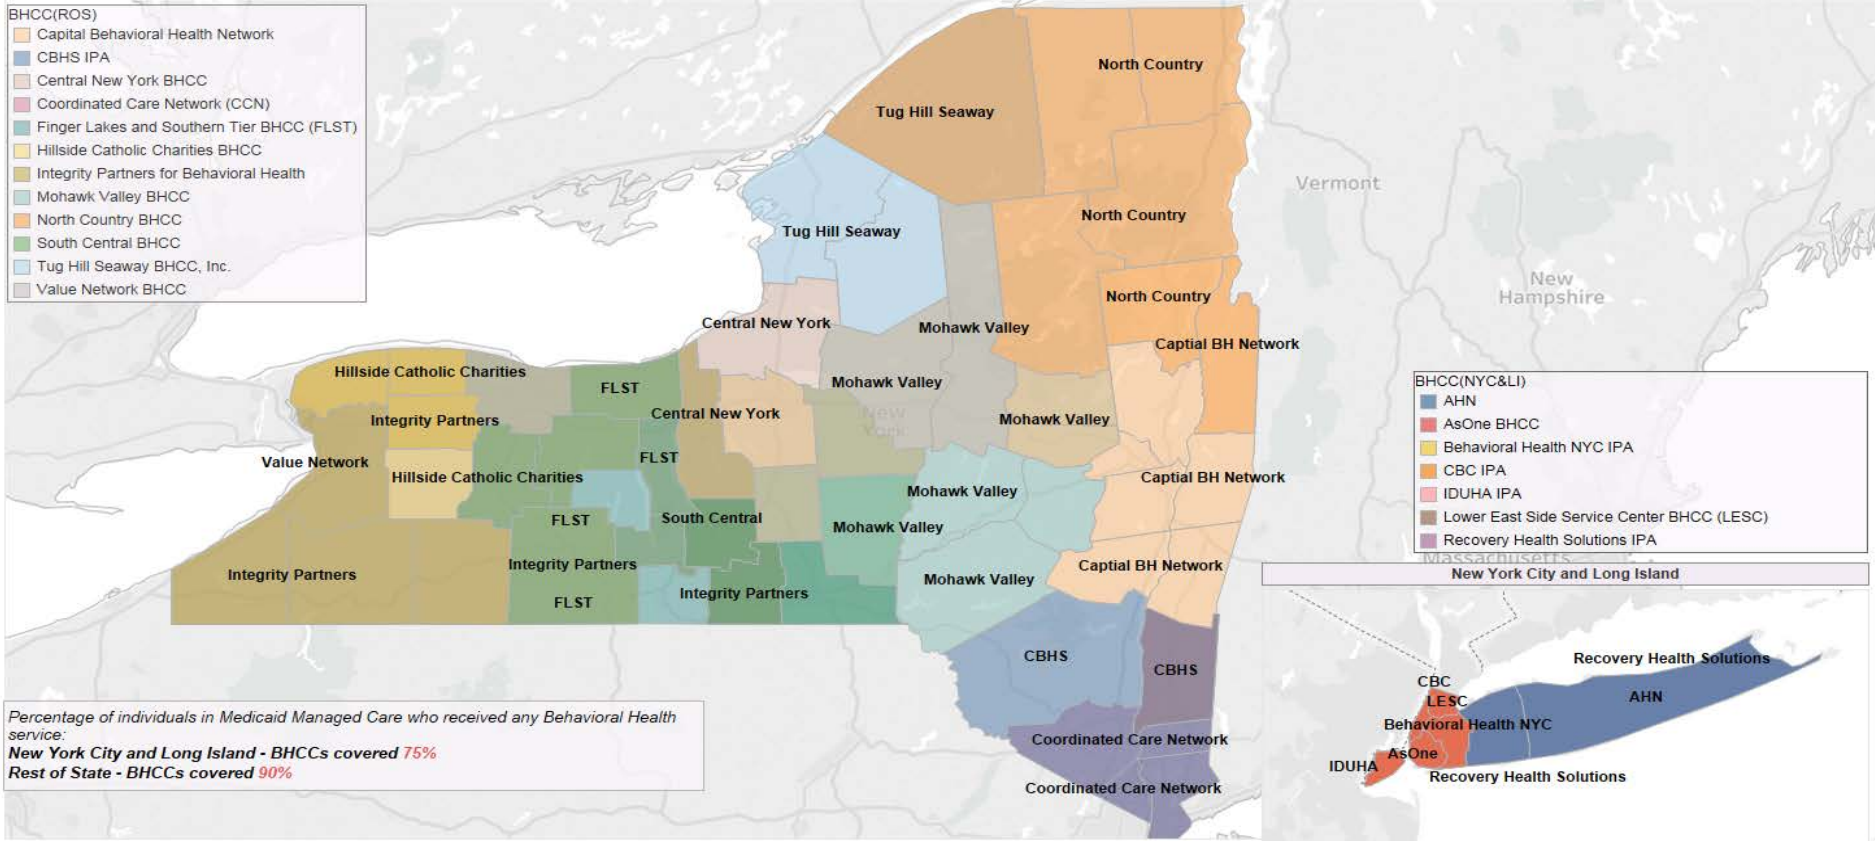 BHCC(ROS)
Capital Behavioral Health Network
CBHS IPA
Central New York BHCC
Coordinated Care Network (CCN)
Finger Lakes and Southern Tier BHCC (FLST)
Hillside Catholic Charities BHCC
Integrity Partners for Behavioral Health
Mohawk Valley BHCC
North Country BHCC
South Central BHCC
Tug Hill Seaway BHCC, Inc.
Value Network BHCC
North Country
Tug Hill Seaway
Vermont
North Country
Tug Hill Seaway
New
Hampshire
North Country
Central New York
Mohawk Valley
Captial BH Network
Hillside Catholic Charities
FLST
Mohawk Valley
New
York
Central New York
Integrity Partners
Mohawk Valley
FLST
Value Network
Hillside Catholic Charities
Captial BH Network
Mohawk Valley
FLST
South Central
Mohawk Valley
Integrity Partners
Integrity Partners
Captial BH Network
Mohawk Valley
FLST
Integrity Partners
CBHS
CBHS
Coordinated Care Network
Coordinated Care Network
BHCC(NYC&LI)
AHN
AsOne BHCC
Behavioral Health NYC IPA
CBC IPA
IDUHA IPA
Lower East Side Service Center BHCC (LESC)
Recovery Health Solutions IPA
Massachusetts
New York City and Long Island
Recovery Health Solutions
CBC
AHN
LESC
Behavioral Health NYC
AsOne
IDUHA
Recovery Health Solutions
Percentage of individuals in Medicaid Managed Care who received any Behavioral Health
service:
New York City and Long Island - BHCCs covered 75%
Rest of State - BHCCs covered 90%